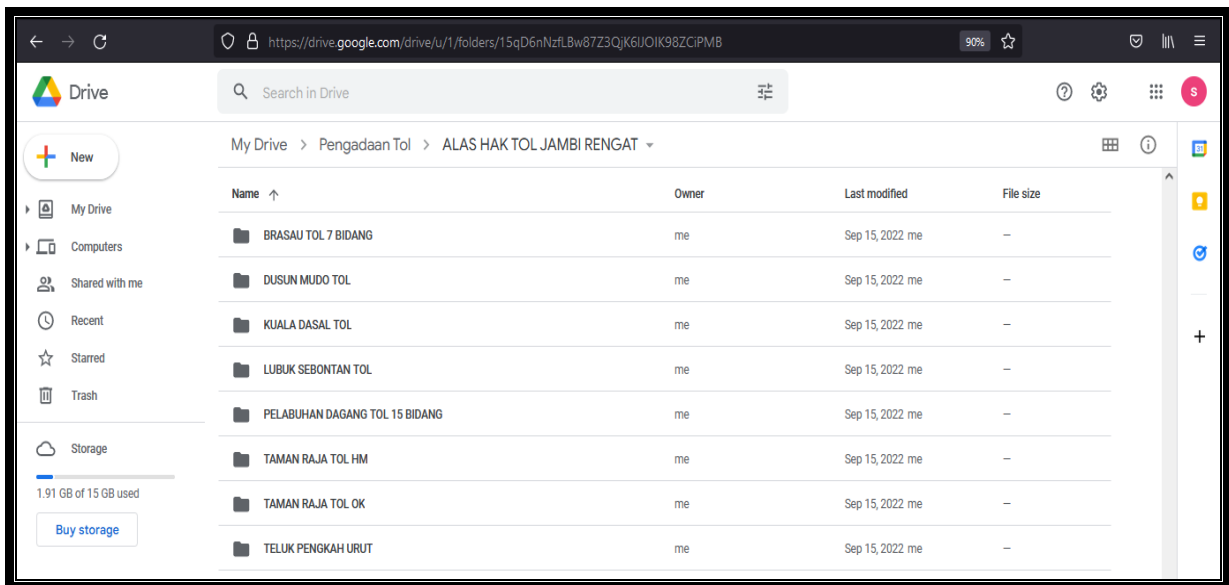 https://drive.google.com/drive/u/1/folders/15qD6nNzfLBw87Z3QjK6lJOIK98ZCiPMB 90%
Drive Search in Drive S
My Drive > Pengadaan Tol > ALAS HAK TOL JAMBI RENGAT
New
31
Name Owner Last modified File size
My Drive
BRASAU TOL 7 BIDANG me Sep 15, 2022 me –
Computers
DUSUN MUDO TOL me Sep 15, 2022 me –
Shared with me
Recent
KUALA DASAL TOL me Sep 15, 2022 me –
Starred
LUBUK SEBONTAN TOL me Sep 15, 2022 me –
Trash
PELABUHAN DAGANG TOL 15 BIDANG me Sep 15, 2022 me –
Storage
TAMAN RAJA TOL HM me Sep 15, 2022 me –
1.91 GB of 15 GB used
TAMAN RAJA TOL OK me Sep 15, 2022 me –
Buy storage
TELUK PENGKAH URUT me Sep 15, 2022 me –